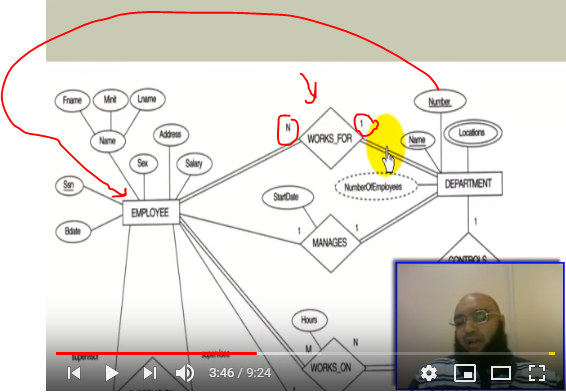 Fname
Minit
Lname
Number
N
1
Name
Address
WORKS_FOR
Name
Locations
Sex
Salary
Ssn
NumberOfEmployees
DEPARTMENT
StartDate
EMPLOYEE
Bdate
1
MANAGES
1
1
CONTROLS
Hours
M
N
supervisor
supervisee
WORKS_ON
3:46 / 9:24